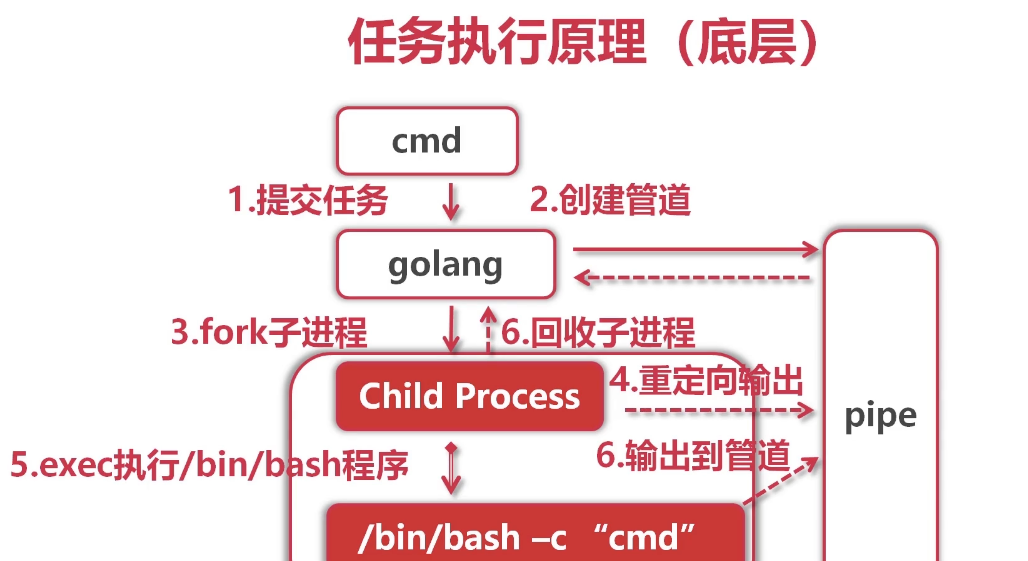 任务执行原理（底层）
cmd
1.提交任务
2.创建管道
golang
3.fork子进程
6.回收子进程
Child Process
4.重定向输出
pipe
5.exec执行/bin/bash程序
6.输出到管道
/bin/bash –c “cmd”